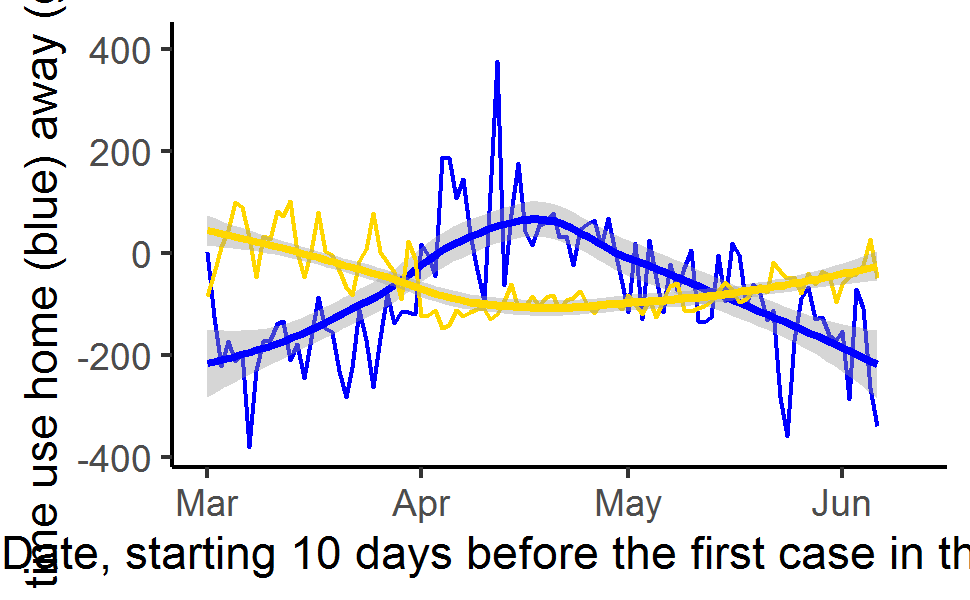 time use home (blue) away (
400
200
0
-200
-400
Mar Apr May Jun
Date, starting 10 days before the first case in th